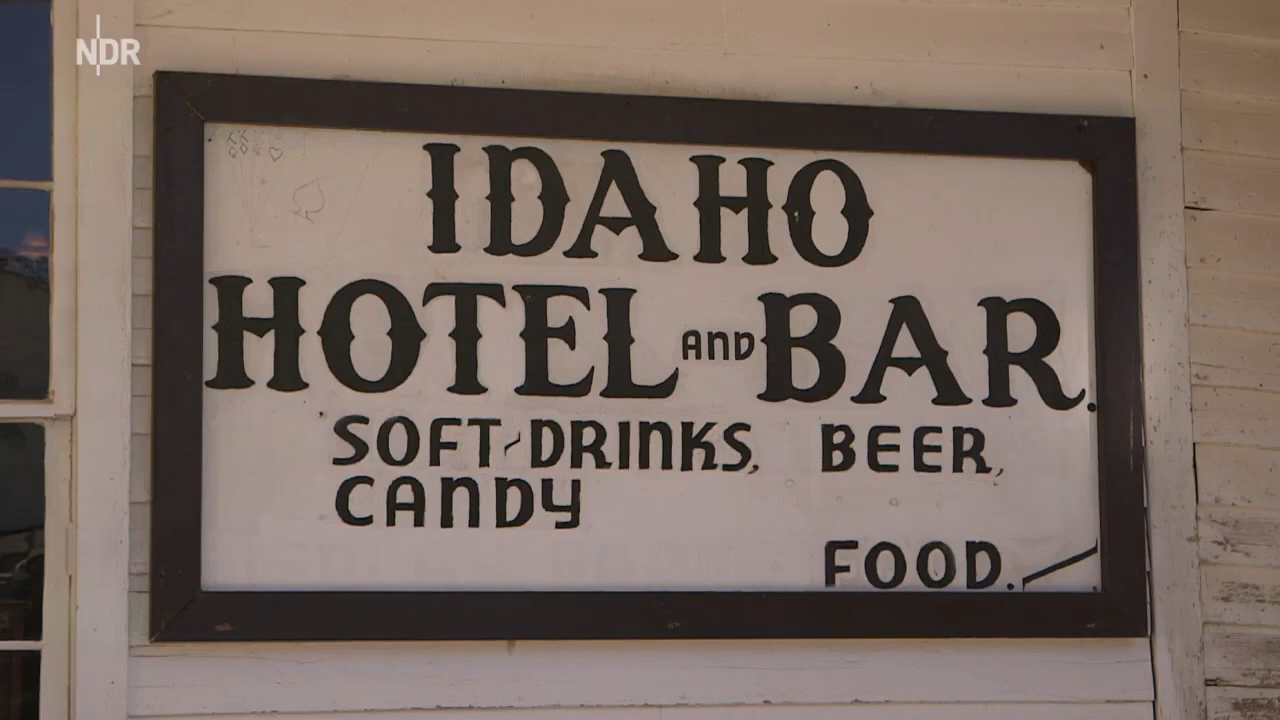 NDR
IDAHO
HOTEL AND BAR.
SOFT-DRINKS, BEER,
CANDY
FOOD.